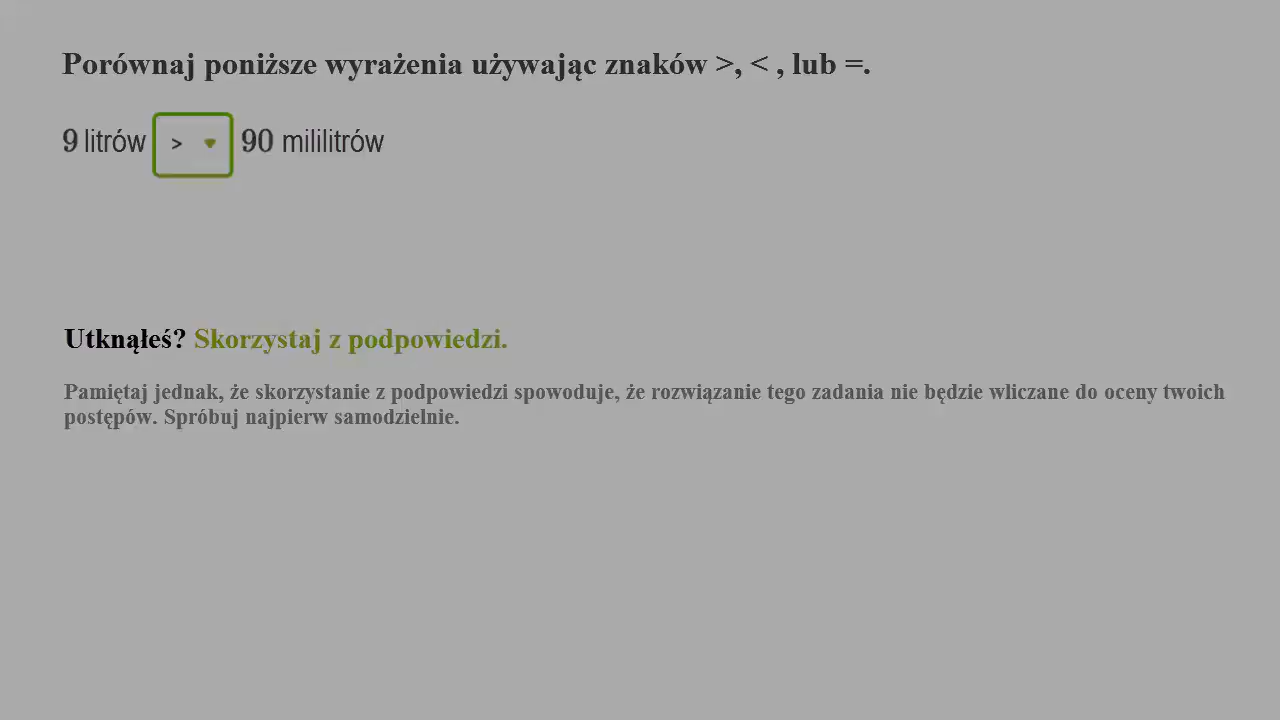 Porównaj poniższe wyrażenia używając znaków >, < , lub =.
9 litrów > 90 mililitrów
Utknąłeś? Skorzystaj z podpowiedzi.
Pamiętaj jednak, że skorzystanie z podpowiedzi spowoduje, że rozwiązanie tego zadania nie będzie wliczane do oceny twoich
postępów. Spróbuj najpierw samodzielnie.